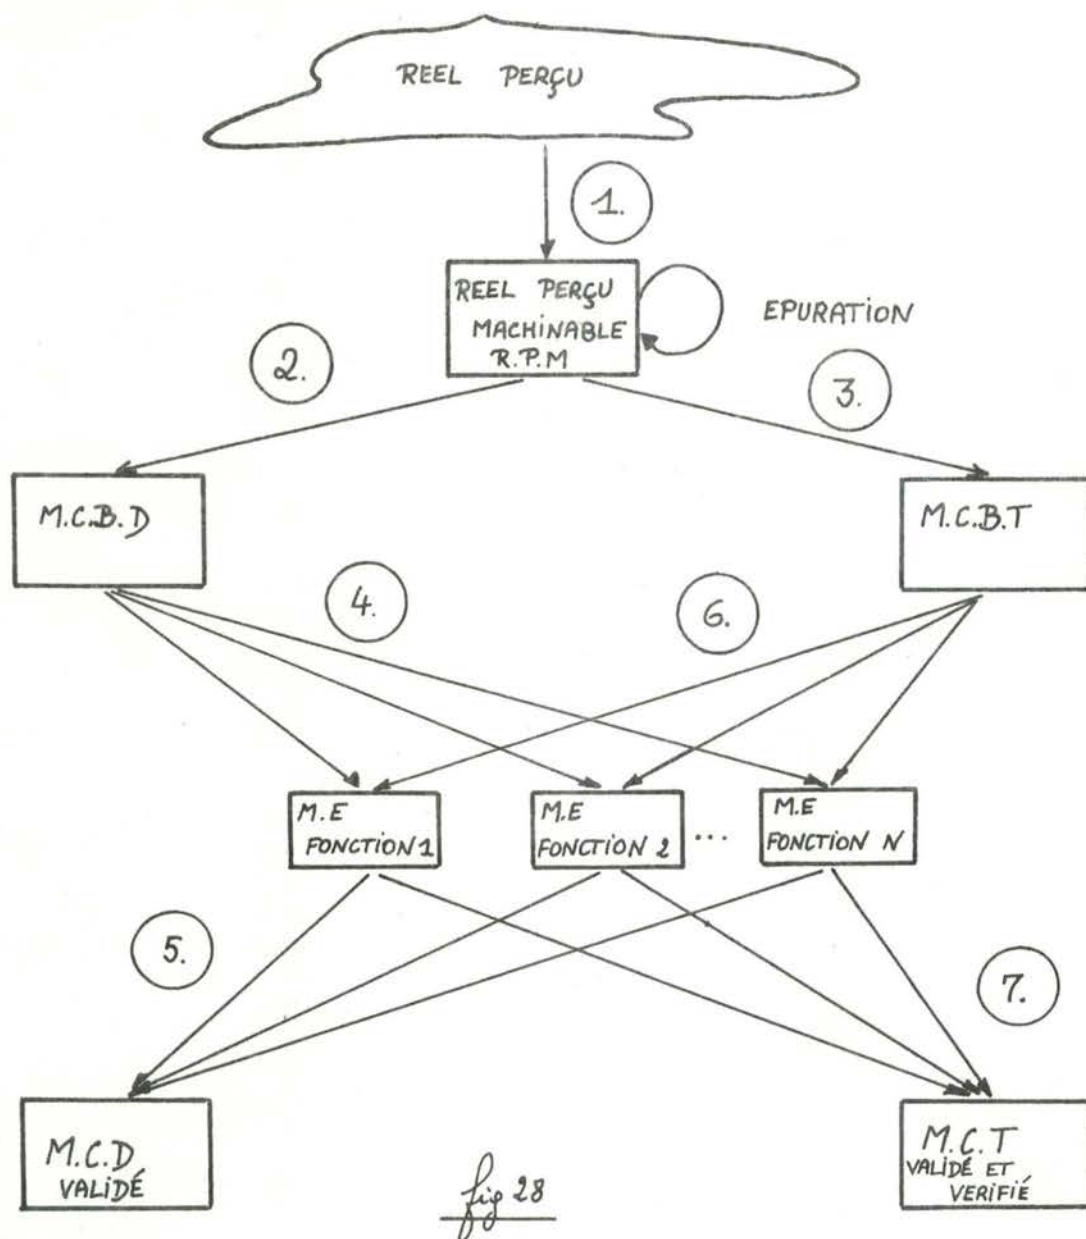 REEL PERÇU
1.
REEL PERÇU
MACHINABLE
R.P.M
EPURATION
2.
3.
M.C.B.D
M.C.B.T
4.
6.
M.E
FONCTION 1
M.E
FONCTION 2
...
M.E
FONCTION N
5.
7.
M.C.D
VALIDÉ
M.C.T
VALIDÉ ET
VERIFIÉ
fig 28